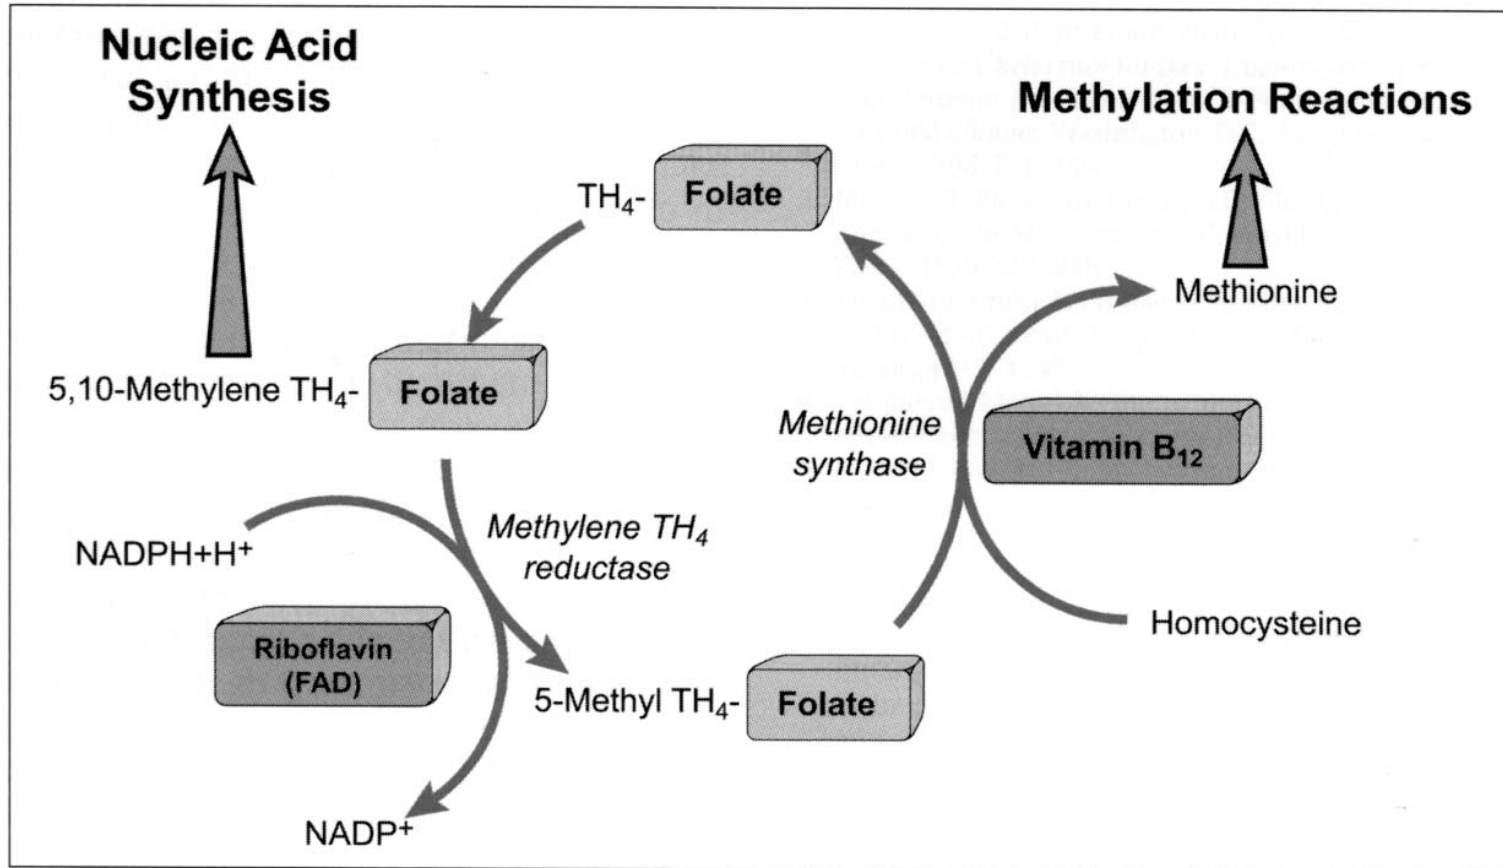 Nucleic Acid
Synthesis
Methylation Reactions
TH₄-
Folate
Methionine
5,10-Methylene TH₄-
Folate
Methionine
synthase
Vitamin B₁₂
NADPH+H⁺
Methylene TH₄
reductase
Riboflavin
(FAD)
Homocysteine
5-Methyl TH₄-
Folate
NADP⁺